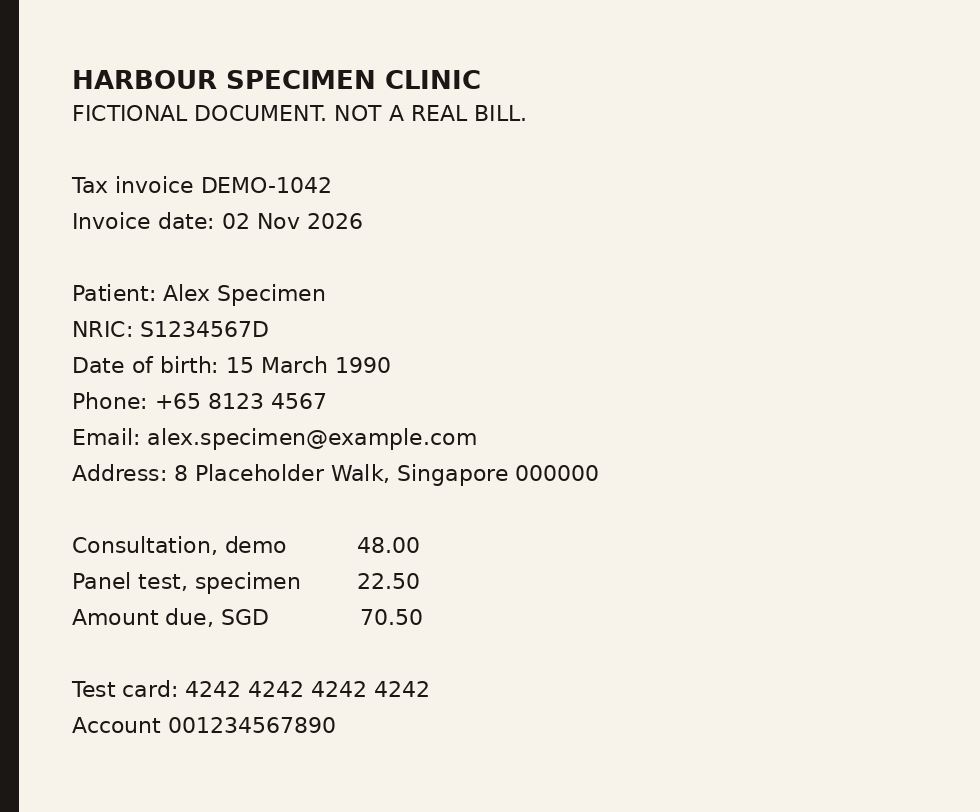 HARBOUR SPECIMEN CLINIC
FICTIONAL DOCUMENT. NOT A REAL BILL.
Tax invoice DEMO-1042
Invoice date: 02 Nov 2026
Patient: Alex Specimen
NRIC: S1234567D
Date of birth: 15 March 1990
Phone: +65 8123 4567
Email: alex.specimen@example.com
Address: 8 Placeholder Walk, Singapore 000000
Consultation, demo 48.00
Panel test, specimen 22.50
Amount due, SGD 70.50
Test card: 4242 4242 4242 4242
Account 001234567890